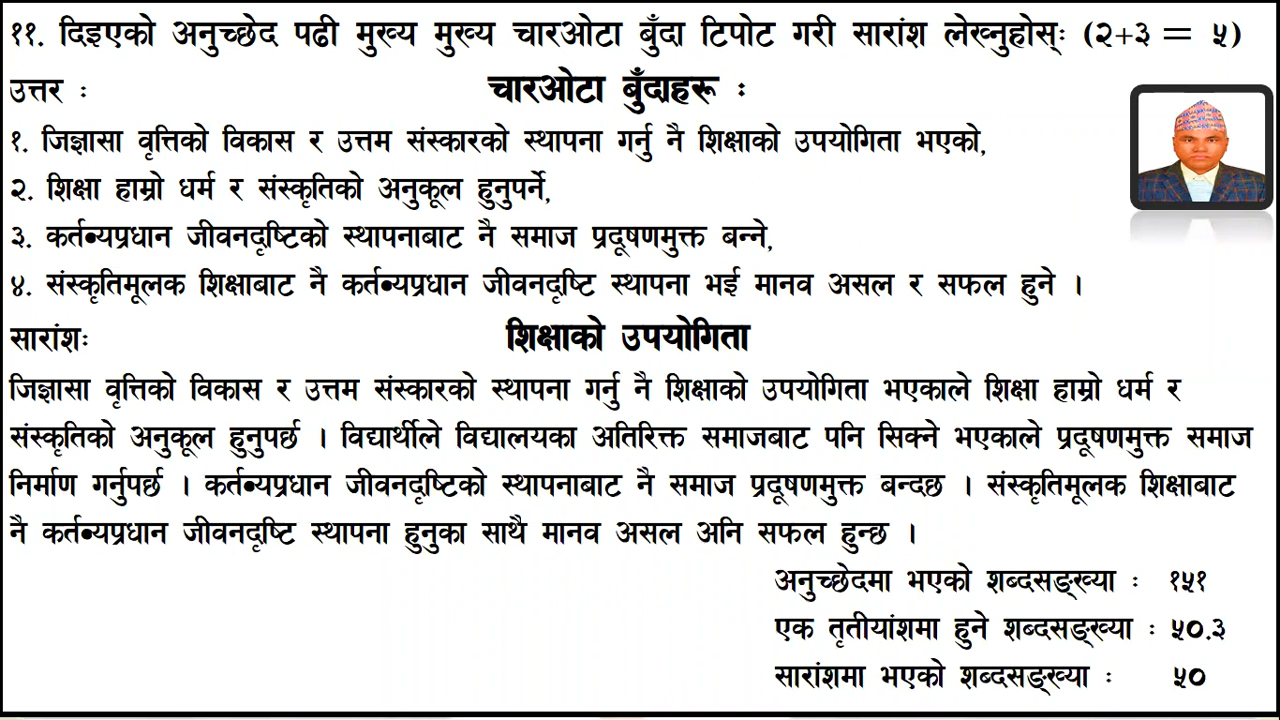 ११. दिइएको अनुच्छेद पढी मुख्य मुख्य चारओटा बुँदा टिपोट गरी सारांश लेख्नुहोस्ः (२+३ = ५)
उत्तर ः चारओटा बुँदाहरू ः
१. जिज्ञासा वृत्तिको विकास र उत्तम संस्कारको स्थापना गर्नु नै शिक्षाको उपयोगिता भएको,
२. शिक्षा हाम्रो धर्म र संस्कृतिको अनुकूल हुनुपर्ने,
३. कर्तव्यप्रधान जीवनदृष्टिको स्थापनाबाट नै समाज प्रदूषणमुक्त बन्ने,
४. संस्कृतिमूलक शिक्षाबाट नै कर्तव्यप्रधान जीवनदृष्टि स्थापना भई मानव असल र सफल हुने ।
सारांशः शिक्षाको उपयोगिता
जिज्ञासा वृत्तिको विकास र उत्तम संस्कारको स्थापना गर्नु नै शिक्षाको उपयोगिता भएकाले शिक्षा हाम्रो धर्म र
संस्कृतिको अनुकूल हुनुपर्छ । विद्यार्थीले विद्यालयका अतिरिक्त समाजबाट पनि सिक्ने भएकाले प्रदूषणमुक्त समाज
निर्माण गर्नुपर्छ । कर्तव्यप्रधान जीवनदृष्टिको स्थापनाबाट नै समाज प्रदूषणमुक्त बन्दछ । संस्कृतिमूलक शिक्षाबाट
नै कर्तव्यप्रधान जीवनदृष्टि स्थापना हुनुका साथै मानव असल अनि सफल हुन्छ ।
अनुच्छेदमा भएको शब्दसङ्ख्या ः १५१
एक तृतीयांशमा हुने शब्दसङ्ख्या ः ५०.३
सारांशमा भएको शब्दसङ्ख्या ः ५०